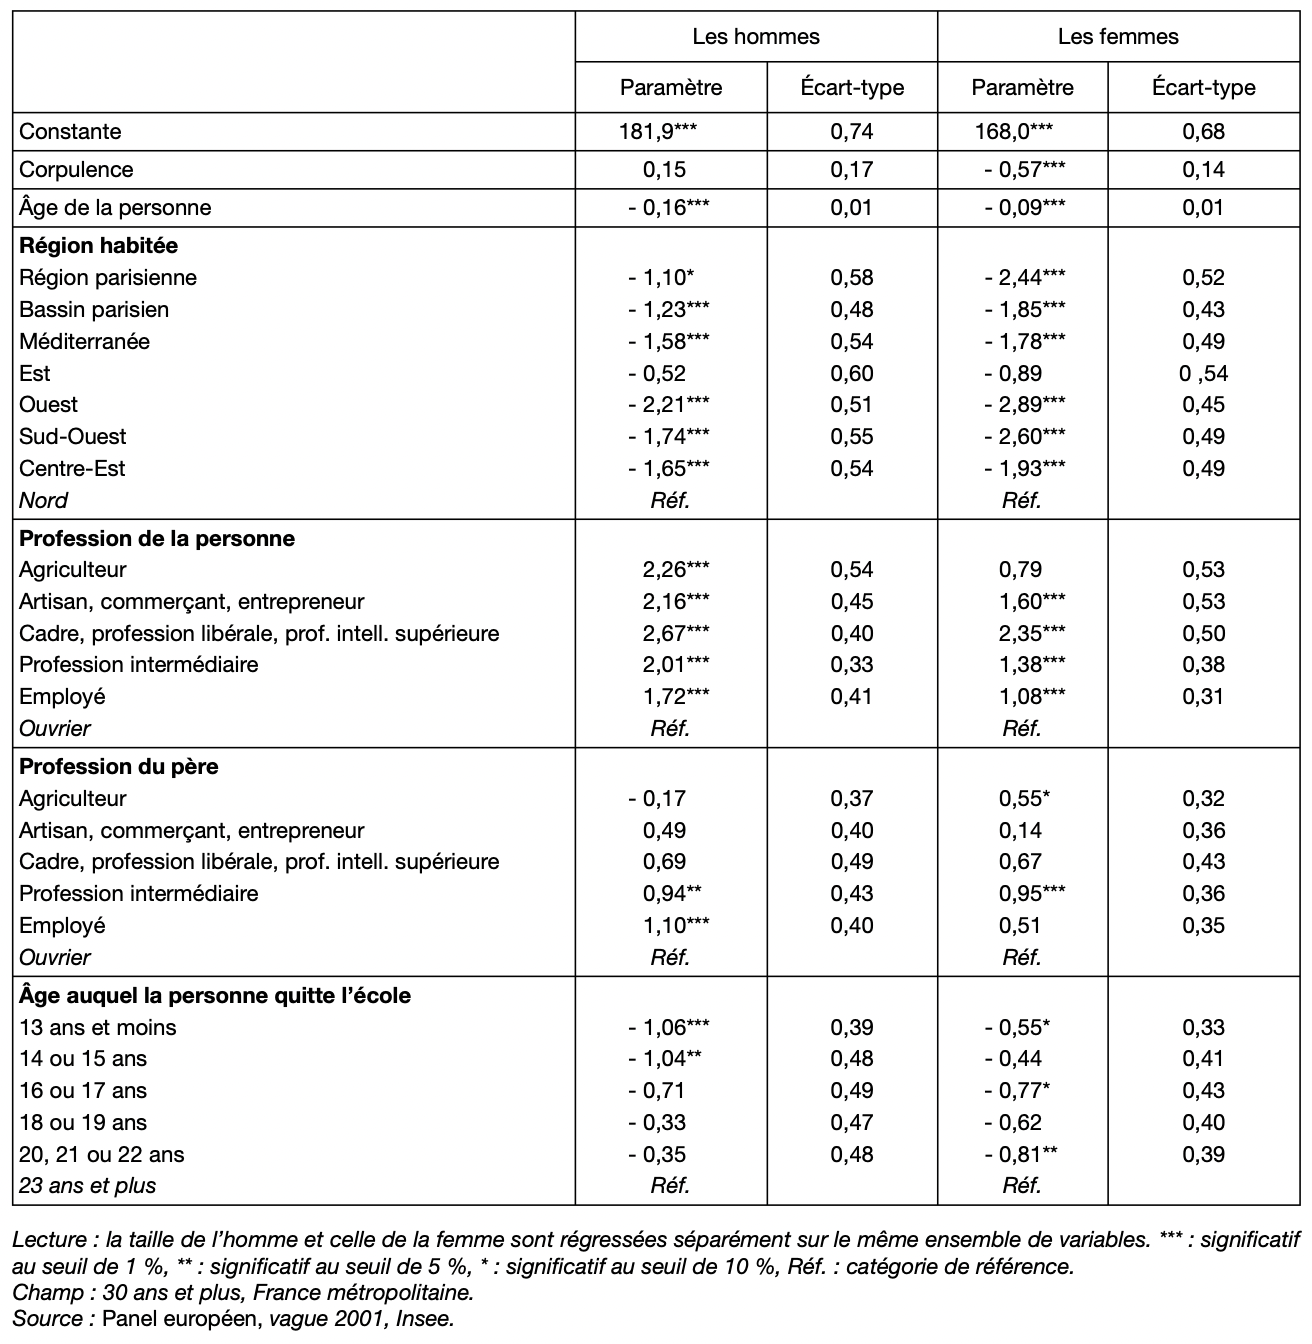 Les hommes Les femmes
Paramètre Écart-type Paramètre Écart-type
Constante 181,9*** 0,74 168,0*** 0,68
Corpulence 0,15 0,17 - 0,57*** 0,14
Âge de la personne - 0,16*** 0,01 - 0,09*** 0,01
Région habitée
Région parisienne - 1,10* 0,58 - 2,44*** 0,52
Bassin parisien - 1,23*** 0,48 - 1,85*** 0,43
Méditerranée - 1,58*** 0,54 - 1,78*** 0,49
Est - 0,52 0,60 - 0,89 0 ,54
Ouest - 2,21*** 0,51 - 2,89*** 0,45
Sud-Ouest - 1,74*** 0,55 - 2,60*** 0,49
Centre-Est - 1,65*** 0,54 - 1,93*** 0,49
Nord Réf. Réf.
Profession de la personne
Agriculteur 2,26*** 0,54 0,79 0,53
Artisan, commerçant, entrepreneur 2,16*** 0,45 1,60*** 0,53
Cadre, profession libérale, prof. intell. supérieure 2,67*** 0,40 2,35*** 0,50
Profession intermédiaire 2,01*** 0,33 1,38*** 0,38
Employé 1,72*** 0,41 1,08*** 0,31
Ouvrier Réf. Réf.
Profession du père
Agriculteur - 0,17 0,37 0,55* 0,32
Artisan, commerçant, entrepreneur 0,49 0,40 0,14 0,36
Cadre, profession libérale, prof. intell. supérieure 0,69 0,49 0,67 0,43
Profession intermédiaire 0,94** 0,43 0,95*** 0,36
Employé 1,10*** 0,40 0,51 0,35
Ouvrier Réf. Réf.
Âge auquel la personne quitte l'école
13 ans et moins - 1,06*** 0,39 - 0,55* 0,33
14 ou 15 ans - 1,04** 0,48 - 0,44 0,41
16 ou 17 ans - 0,71 0,49 - 0,77* 0,43
18 ou 19 ans - 0,33 0,47 - 0,62 0,40
20, 21 ou 22 ans - 0,35 0,48 - 0,81** 0,39
23 ans et plus Réf. Réf.
Lecture : la taille de l'homme et celle de la femme sont régressées séparément sur le même ensemble de variables. *** : significatif
au seuil de 1 %, ** : significatif au seuil de 5 %, * : significatif au seuil de 10 %, Réf. : catégorie de référence.
Champ : 30 ans et plus, France métropolitaine.
Source : Panel européen, vague 2001, Insee.